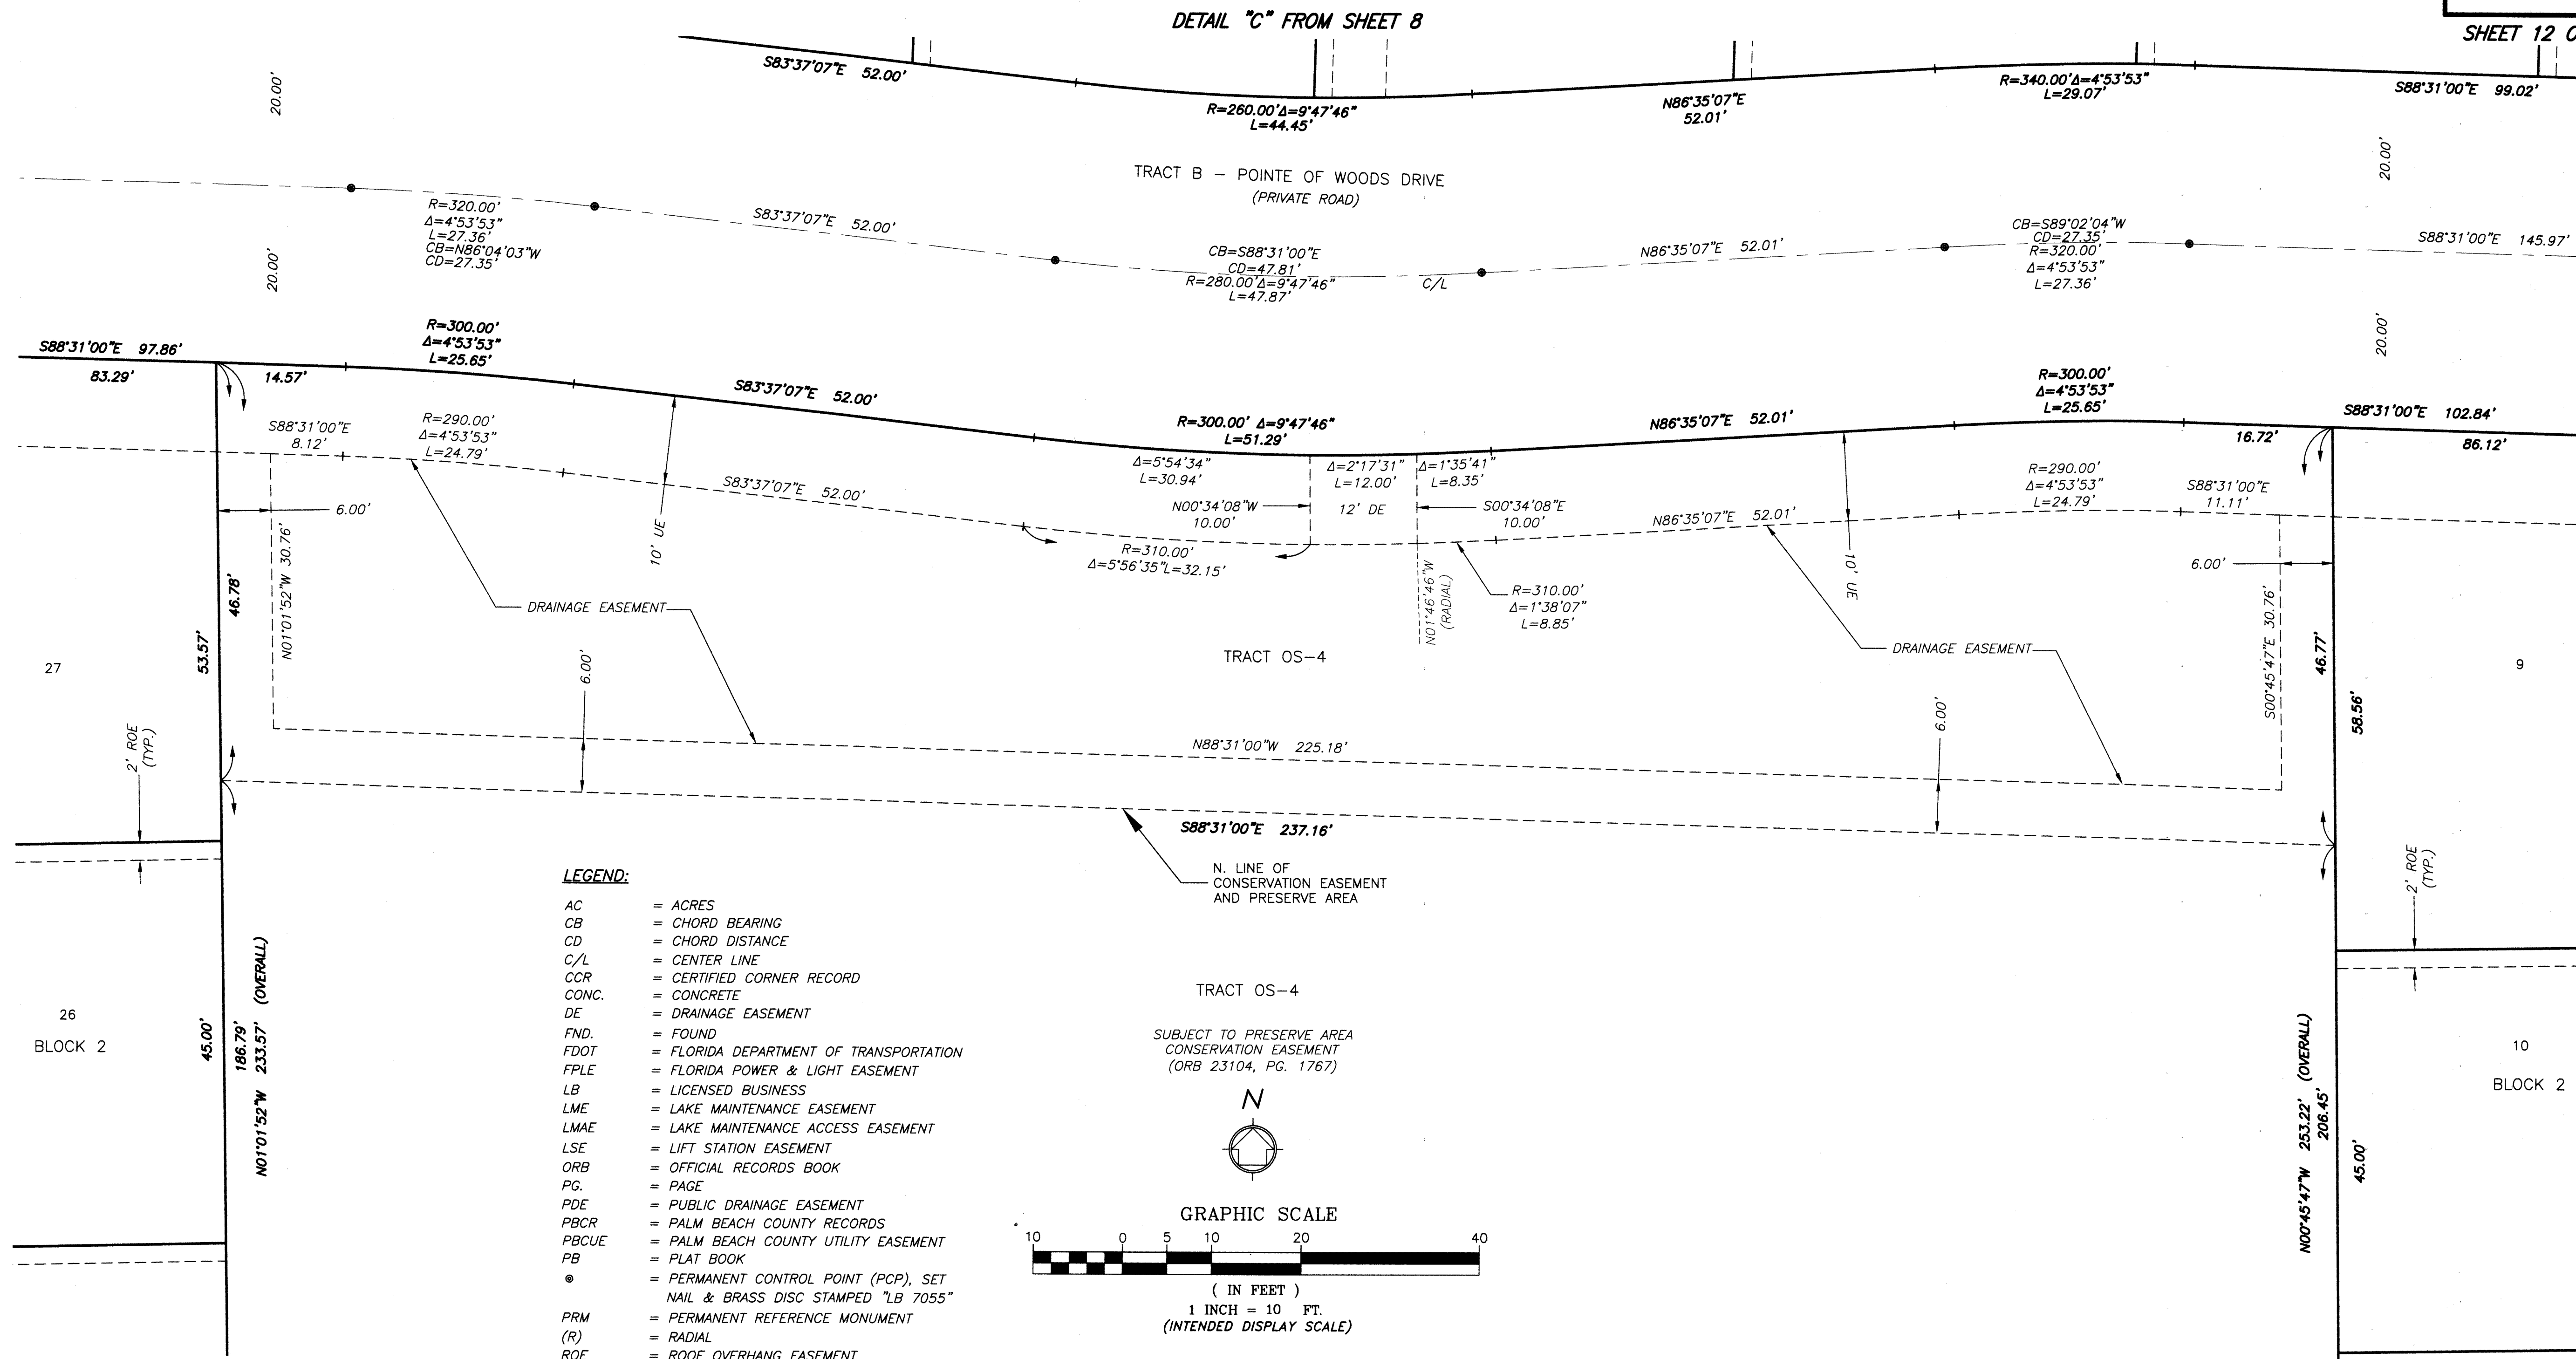 DETAIL "C" FROM SHEET 8
SHEET 12 O
S83°37'07"E 52.00'
R=260.00'Δ=9°47'46"
L=44.45'
N86°35'07"E
52.01'
R=340.00'Δ=4°53'53"
L=29.07'
S88°31'00"E 99.02'
20.00'
20.00'
20.00'
20.00'
TRACT B - POINTE OF WOODS DRIVE
(PRIVATE ROAD)
R=320.00'
Δ=4°53'53"
L=27.36'
CB=N86°04'03"W
CD=27.35'
S83°37'07"E 52.00'
CB=S88°31'00"E
CD=47.81'
R=280.00'Δ=9°47'46"
L=47.87'
C/L
N86°35'07"E 52.01'
CB=S89°02'04"W
CD=27.35'
R=320.00'
Δ=4°53'53"
L=27.36'
S88°31'00"E 145.97'
S88°31'00"E 97.86'
83.29'
14.57'
R=300.00'
Δ=4°53'53"
L=25.65'
S83°37'07"E 52.00'
R=300.00' Δ=9°47'46"
L=51.29'
N86°35'07"E 52.01'
R=300.00'
Δ=4°53'53"
L=25.65'
S88°31'00"E 102.84'
16.72'
86.12'
S88°31'00"E
8.12'
R=290.00'
Δ=4°53'53"
L=24.79'
S83°37'07"E 52.00'
Δ=5°54'34"
L=30.94'
Δ=2°17'31"
L=12.00'
Δ=1°35'41"
L=8.35'
N00°34'08"W
10.00'
12' DE
S00°34'08"E
10.00'
N86°35'07"E 52.01'
R=290.00'
Δ=4°53'53"
L=24.79'
S88°31'00"E
11.11'
6.00'
10' UE
R=310.00'
Δ=5°56'35"L=32.15'
N01°46'46"W
(RADIAL)
R=310.00'
Δ=1°38'07"
L=8.85'
10' UE
6.00'
N01°01'52"W 30.76'
46.78'
53.57'
DRAINAGE EASEMENT
TRACT OS-4
DRAINAGE EASEMENT
S00°45'47"E 30.76'
46.77'
58.56'
27
9
6.00'
6.00'
2' ROE
(TYP.)
N88°31'00"W 225.18'
S88°31'00"E 237.16'
N. LINE OF
CONSERVATION EASEMENT
AND PRESERVE AREA
2' ROE
(TYP.)
26
BLOCK 2
45.00'
186.79'
N01°01'52"W 233.57' (OVERALL)
LEGEND:
AC = ACRES
CB = CHORD BEARING
CD = CHORD DISTANCE
C/L = CENTER LINE
CCR = CERTIFIED CORNER RECORD
CONC. = CONCRETE
DE = DRAINAGE EASEMENT
FND. = FOUND
FDOT = FLORIDA DEPARTMENT OF TRANSPORTATION
FPLE = FLORIDA POWER & LIGHT EASEMENT
LB = LICENSED BUSINESS
LME = LAKE MAINTENANCE EASEMENT
LMAE = LAKE MAINTENANCE ACCESS EASEMENT
LSE = LIFT STATION EASEMENT
ORB = OFFICIAL RECORDS BOOK
PG. = PAGE
PDE = PUBLIC DRAINAGE EASEMENT
PBCR = PALM BEACH COUNTY RECORDS
PBCUE = PALM BEACH COUNTY UTILITY EASEMENT
PB = PLAT BOOK
= PERMANENT CONTROL POINT (PCP), SET
NAIL & BRASS DISC STAMPED "LB 7055"
PRM = PERMANENT REFERENCE MONUMENT
(R) = RADIAL
ROE = ROOF OVERHANG EASEMENT
TRACT OS-4
SUBJECT TO PRESERVE AREA
CONSERVATION EASEMENT
(ORB 23104, PG. 1767)
N
GRAPHIC SCALE
10 0 5 10 20 40
( IN FEET )
1 INCH = 10 FT.
(INTENDED DISPLAY SCALE)
N00°45'47"W 253.22' (OVERALL)
206.45'
45.00'
10
BLOCK 2